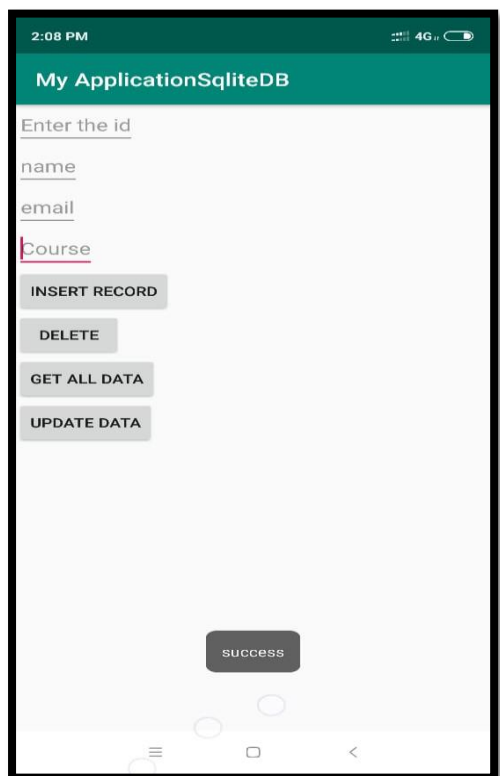 2:08 PM 4G
My ApplicationSqliteDB
Enter the id
name
email
Course
INSERT RECORD
DELETE
GET ALL DATA
UPDATE DATA
success